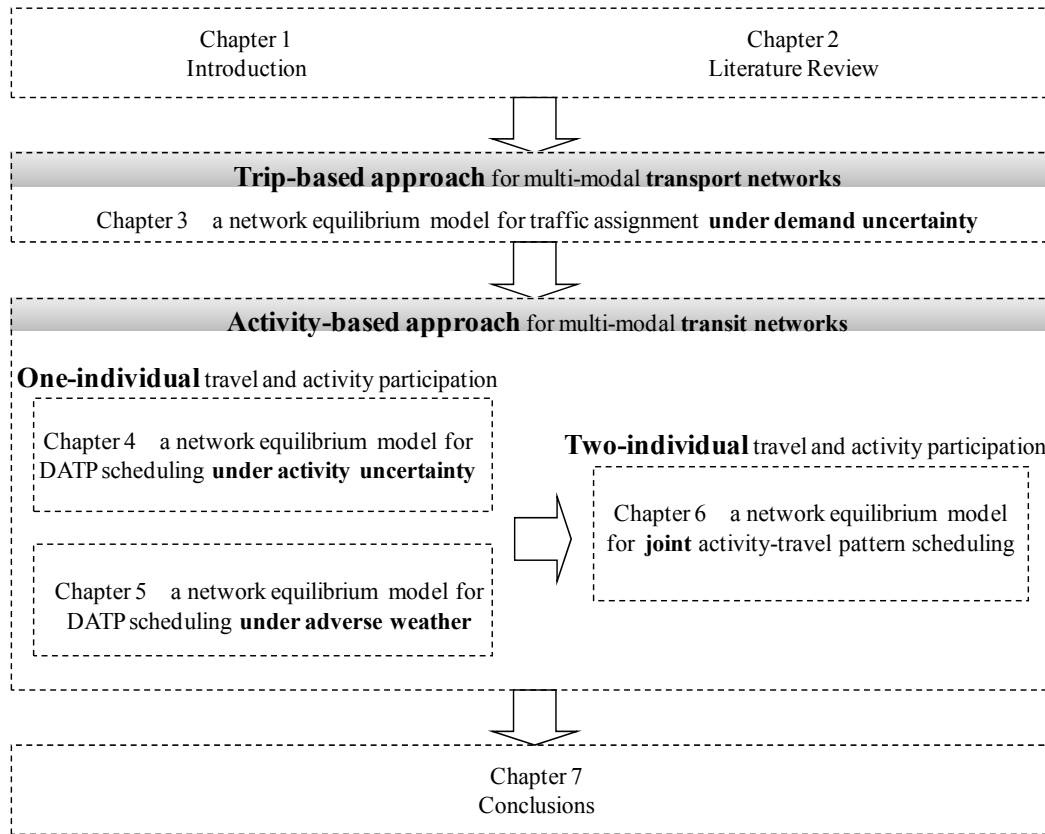 Chapter 1
Introduction
Chapter 2
Literature Review
Trip-based approach for multi-modal transport networks
Chapter 3 a network equilibrium model for traffic assignment under demand uncertainty
Activity-based approach for multi-modal transit networks
One-individual travel and activity participation
Chapter 4 a network equilibrium model for
DATP scheduling under activity uncertainty
Chapter 5 a network equilibrium model for
DATP scheduling under adverse weather
Two-individual travel and activity participation
Chapter 6 a network equilibrium model
for joint activity-travel pattern scheduling
Chapter 7
Conclusions